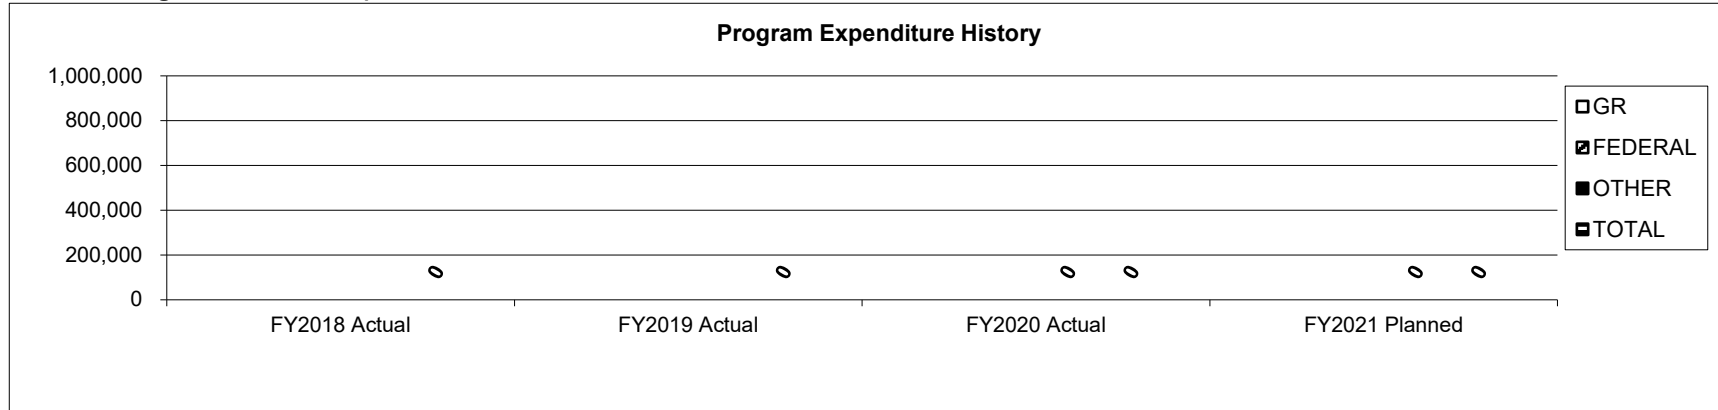 Program Expenditure History
1,000,000
800,000
600,000
400,000
200,000
0
0 0 0 0 0 0
FY2018 Actual FY2019 Actual FY2020 Actual FY2021 Planned
GR
FEDERAL
OTHER
TOTAL